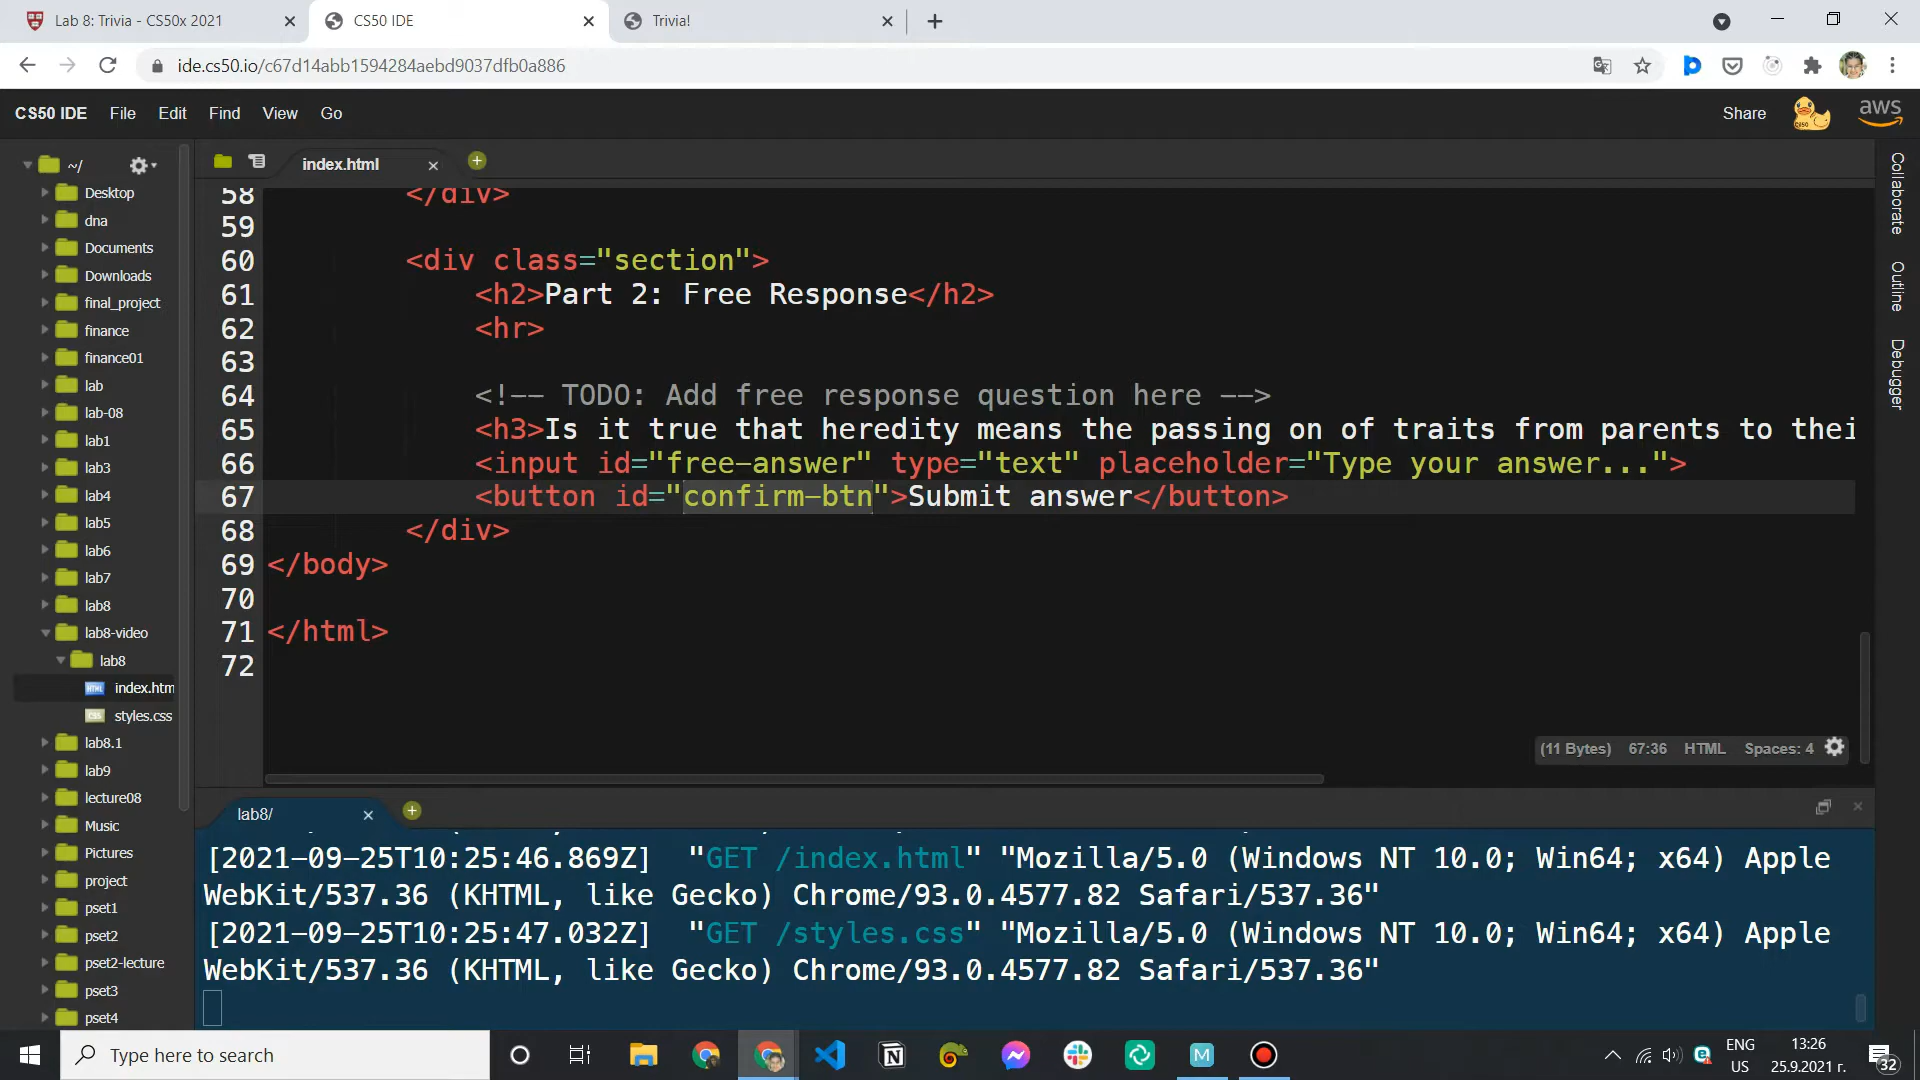 Lab 8: Trivia - CS50x 2021
CS50 IDE
Trivia!
ide.cs50.io/c67d14abb1594284aebd9037dfb0a886
CS50 IDE File Edit Find View Go
Share
aws
~/
Desktop
dna
Documents
Downloads
final_project
finance
finance01
lab
lab-08
lab1
lab3
lab4
lab5
lab6
lab7
lab8
lab8-video
lab8
index.htm
styles.css
lab8.1
lab9
lecture08
Music
Pictures
project
pset1
pset2
pset2-lecture
pset3
pset4
index.html
58 </div>
59
60 <div class="section">
61 <h2>Part 2: Free Response</h2>
62 <hr>
63
64 <!-- TODO: Add free response question here -->
65 <h3>Is it true that heredity means the passing on of traits from parents to thei
66 <input id="free-answer" type="text" placeholder="Type your answer...">
67 <button id="confirm-btn">Submit answer</button>
68 </div>
69 </body>
70
71 </html>
72
(11 Bytes) 67:36 HTML Spaces: 4
Collaborate
Outline
Debugger
lab8/
[2021-09-25T10:25:46.869Z] "GET /index.html" "Mozilla/5.0 (Windows NT 10.0; Win64; x64) Apple
WebKit/537.36 (KHTML, like Gecko) Chrome/93.0.4577.82 Safari/537.36"
[2021-09-25T10:25:47.032Z] "GET /styles.css" "Mozilla/5.0 (Windows NT 10.0; Win64; x64) Apple
WebKit/537.36 (KHTML, like Gecko) Chrome/93.0.4577.82 Safari/537.36"
Type here to search
ЕНГ
US
13:26
25.9.2021 г.
32